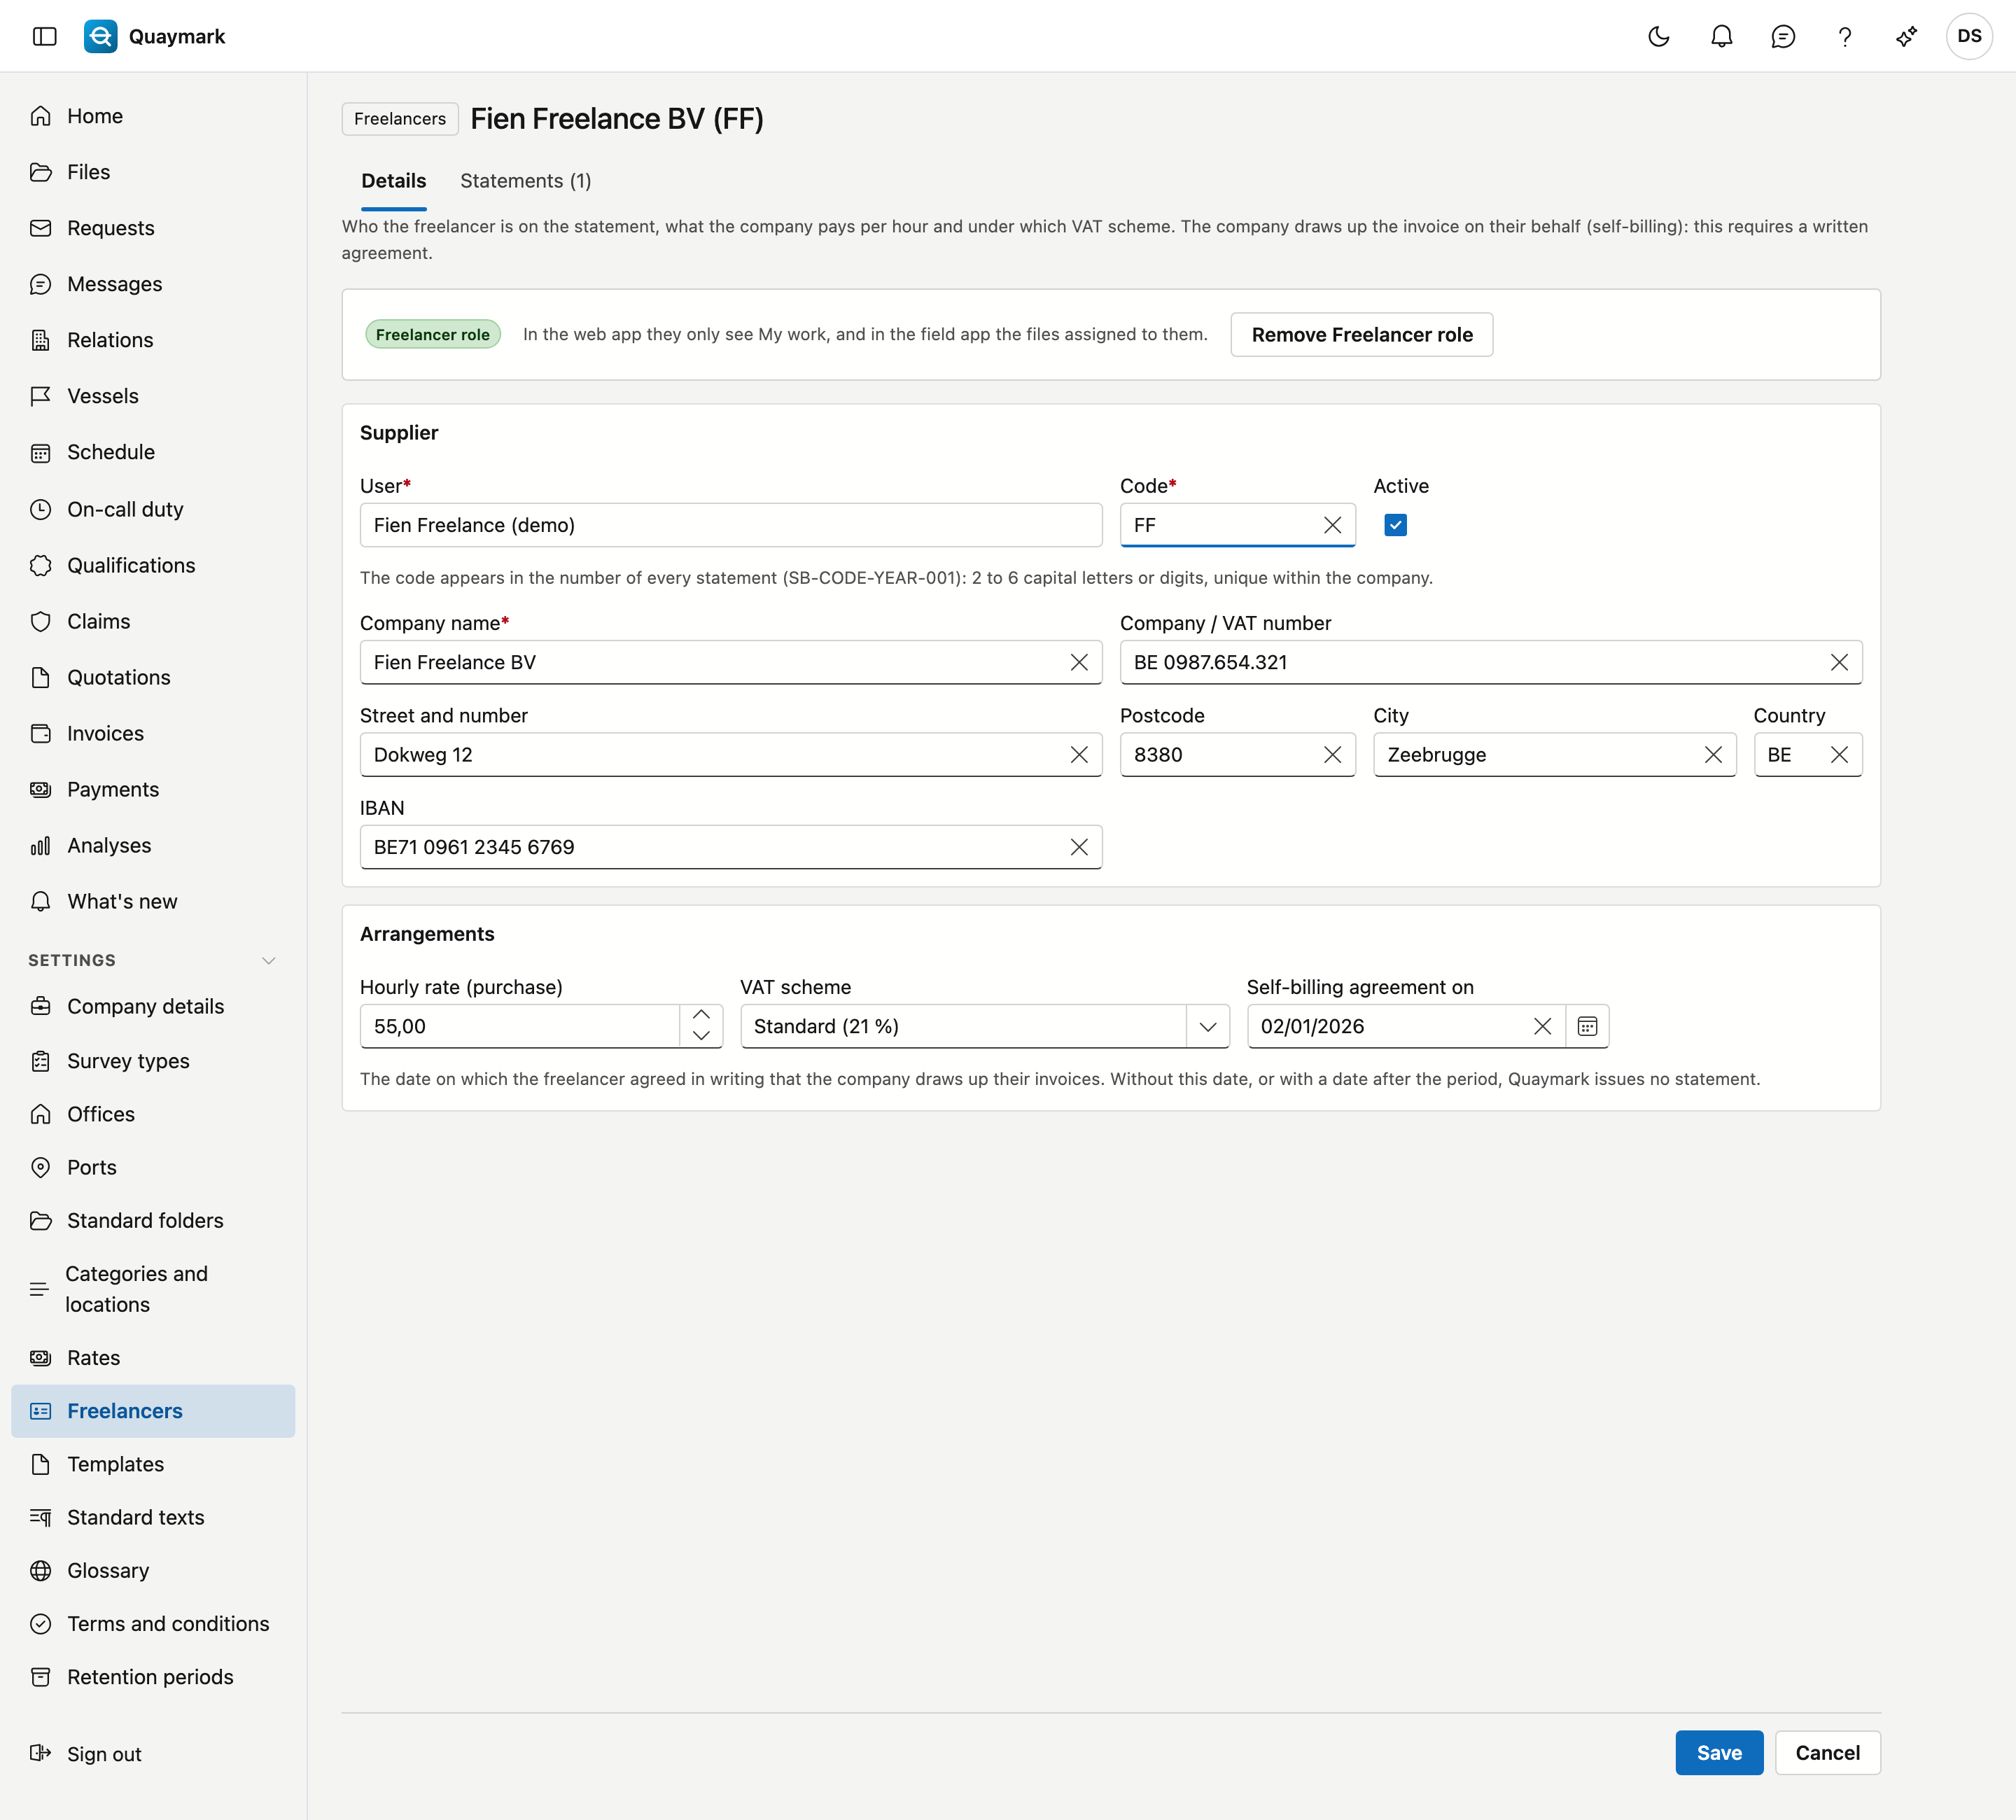 Quaymark
DS
Home
Files
Requests
Messages
Relations
Vessels
Schedule
On-call duty
Qualifications
Claims
Quotations
Invoices
Payments
Analyses
What's new
SETTINGS
Company details
Survey types
Offices
Ports
Standard folders
Categories and
locations
Rates
Freelancers
Templates
Standard texts
Glossary
Terms and conditions
Retention periods
Sign out
Freelancers Fien Freelance BV (FF)
Details Statements (1)
Who the freelancer is on the statement, what the company pays per hour and under which VAT scheme. The company draws up the invoice on their behalf (self-billing): this requires a written
agreement.
Freelancer role In the web app they only see My work, and in the field app the files assigned to them. Remove Freelancer role
Supplier
User* Code* Active
Fien Freelance (demo) FF
The code appears in the number of every statement (SB-CODE-YEAR-001): 2 to 6 capital letters or digits, unique within the company.
Company name* Company / VAT number
Fien Freelance BV BE 0987.654.321
Street and number Postcode City Country
Dokweg 12 8380 Zeebrugge BE
IBAN
BE71 0961 2345 6769
Arrangements
Hourly rate (purchase) VAT scheme Self-billing agreement on
55,00 Standard (21 %) 02/01/2026
The date on which the freelancer agreed in writing that the company draws up their invoices. Without this date, or with a date after the period, Quaymark issues no statement.
Save Cancel